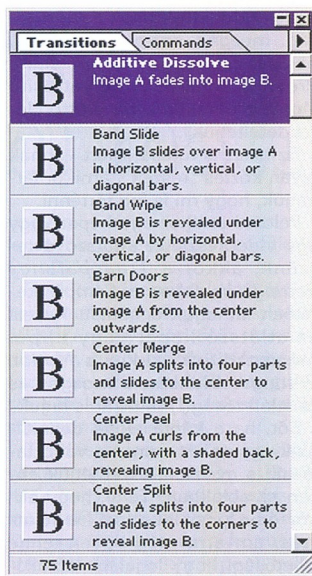 Transitions Commands
B
Additive Dissolve
Image A fades into image B.
B
Band Slide
Image B slides over image A
in horizontal, vertical, or
diagonal bars.
B
Band Wipe
Image B is revealed under
image A by horizontal,
vertical, or diagonal bars.
B
Barn Doors
Image B is revealed under
image A from the center
outwards.
B
Center Merge
Image A splits into four parts
and slides to the center to
reveal image B.
B
Center Peel
Image A curls from the
center, with a shaded back,
revealing image B.
B
Center Split
Image A splits into four parts
and slides to the corners to
reveal image B.
75 Items